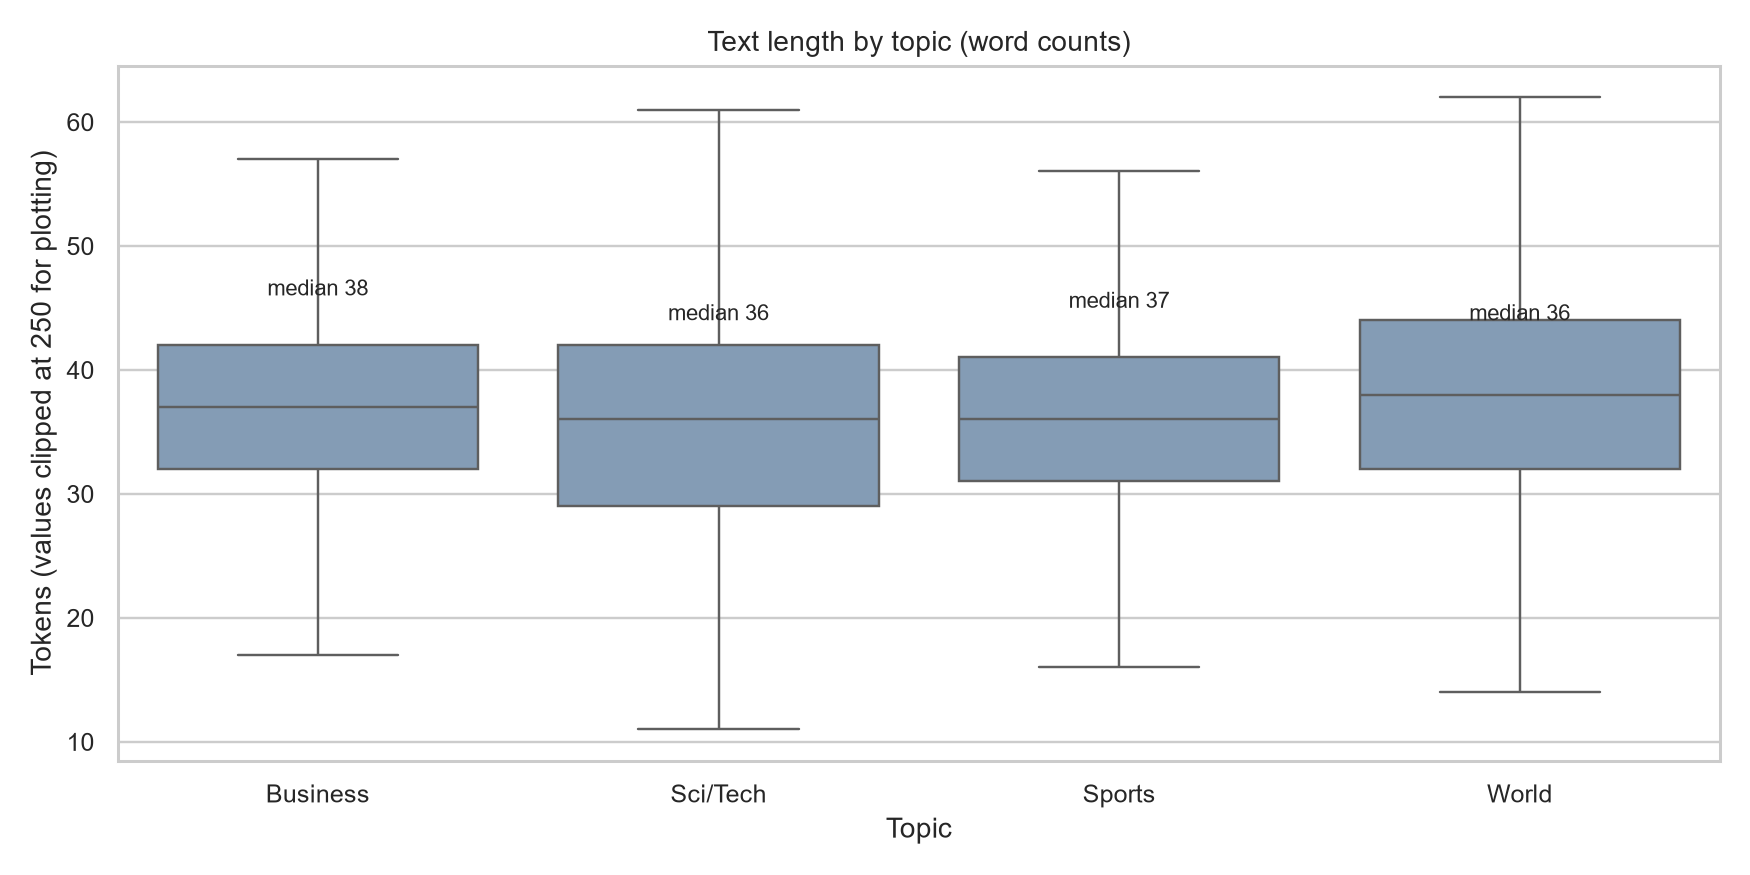 Text length by topic (word counts)
Tokens (values clipped at 250 for plotting)
60
50
40
30
20
10
median 38
median 36
median 37
median 36
Business
Sci/Tech
Sports
World
Topic